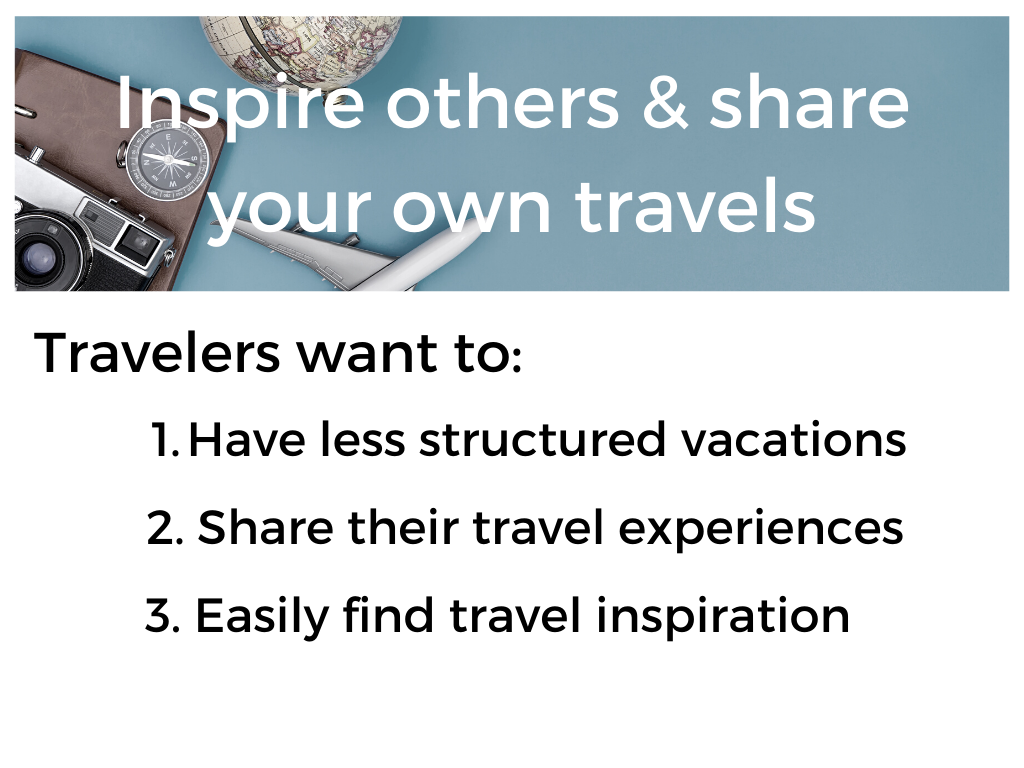 Inspire others & share
your own travels
Travelers want to:
1. Have less structured vacations
2. Share their travel experiences
3. Easily find travel inspiration